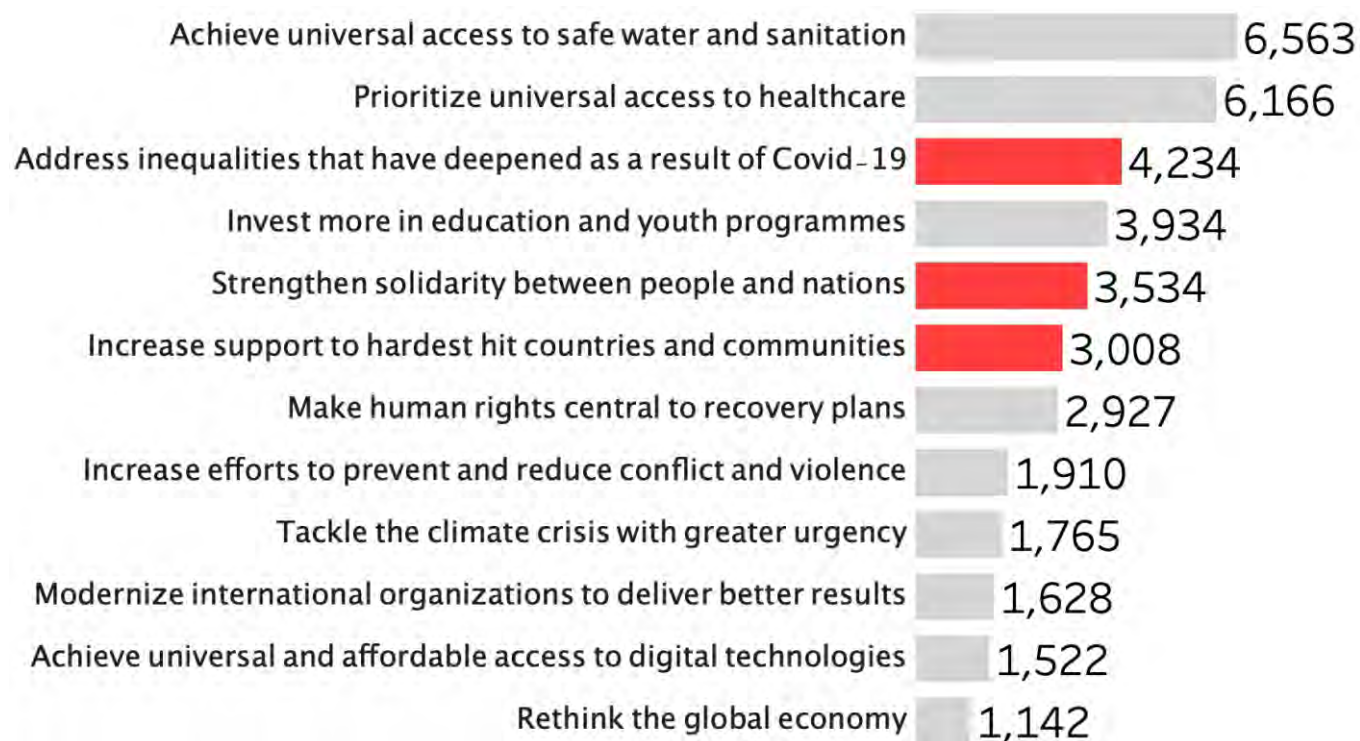 Achieve universal access to safe water and sanitation 6,563
Prioritize universal access to healthcare 6,166
Address inequalities that have deepened as a result of Covid-19 4,234
Invest more in education and youth programmes 3,934
Strengthen solidarity between people and nations 3,534
Increase support to hardest hit countries and communities 3,008
Make human rights central to recovery plans 2,927
Increase efforts to prevent and reduce conflict and violence 1,910
Tackle the climate crisis with greater urgency 1,765
Modernize international organizations to deliver better results 1,628
Achieve universal and affordable access to digital technologies 1,522
Rethink the global economy 1,142